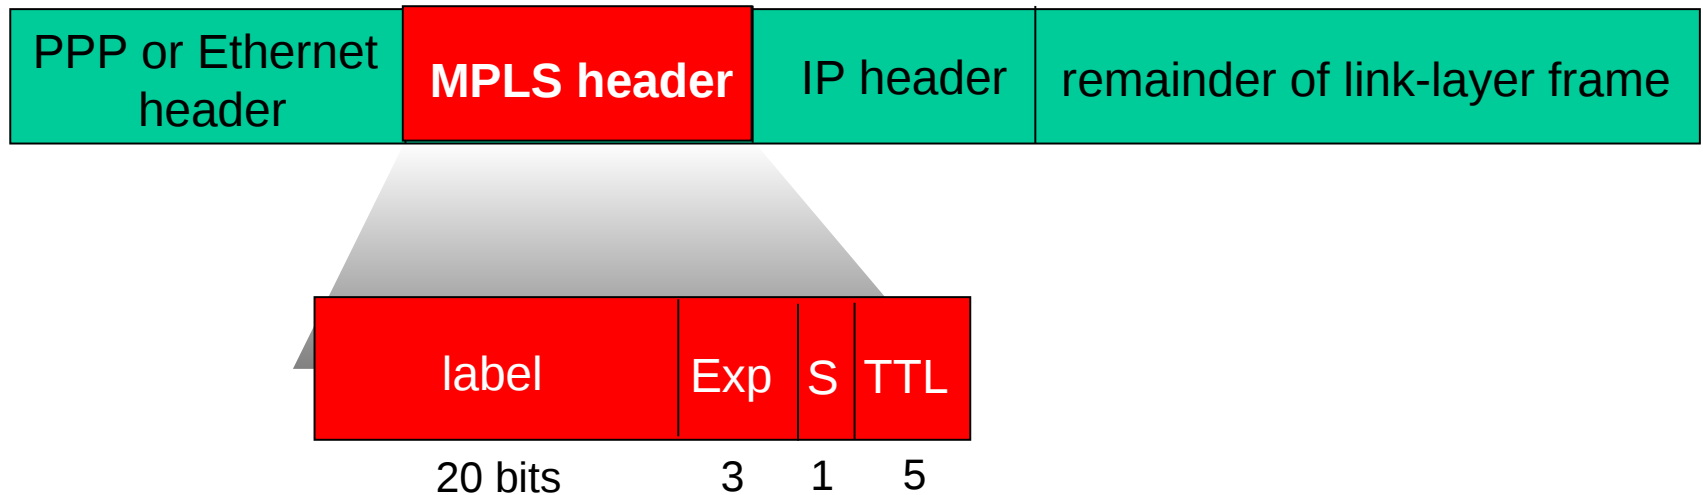 PPP or Ethernet
header
MPLS header
IP header
remainder of link-layer frame
label
Exp
S
TTL
20 bits
3
1
5